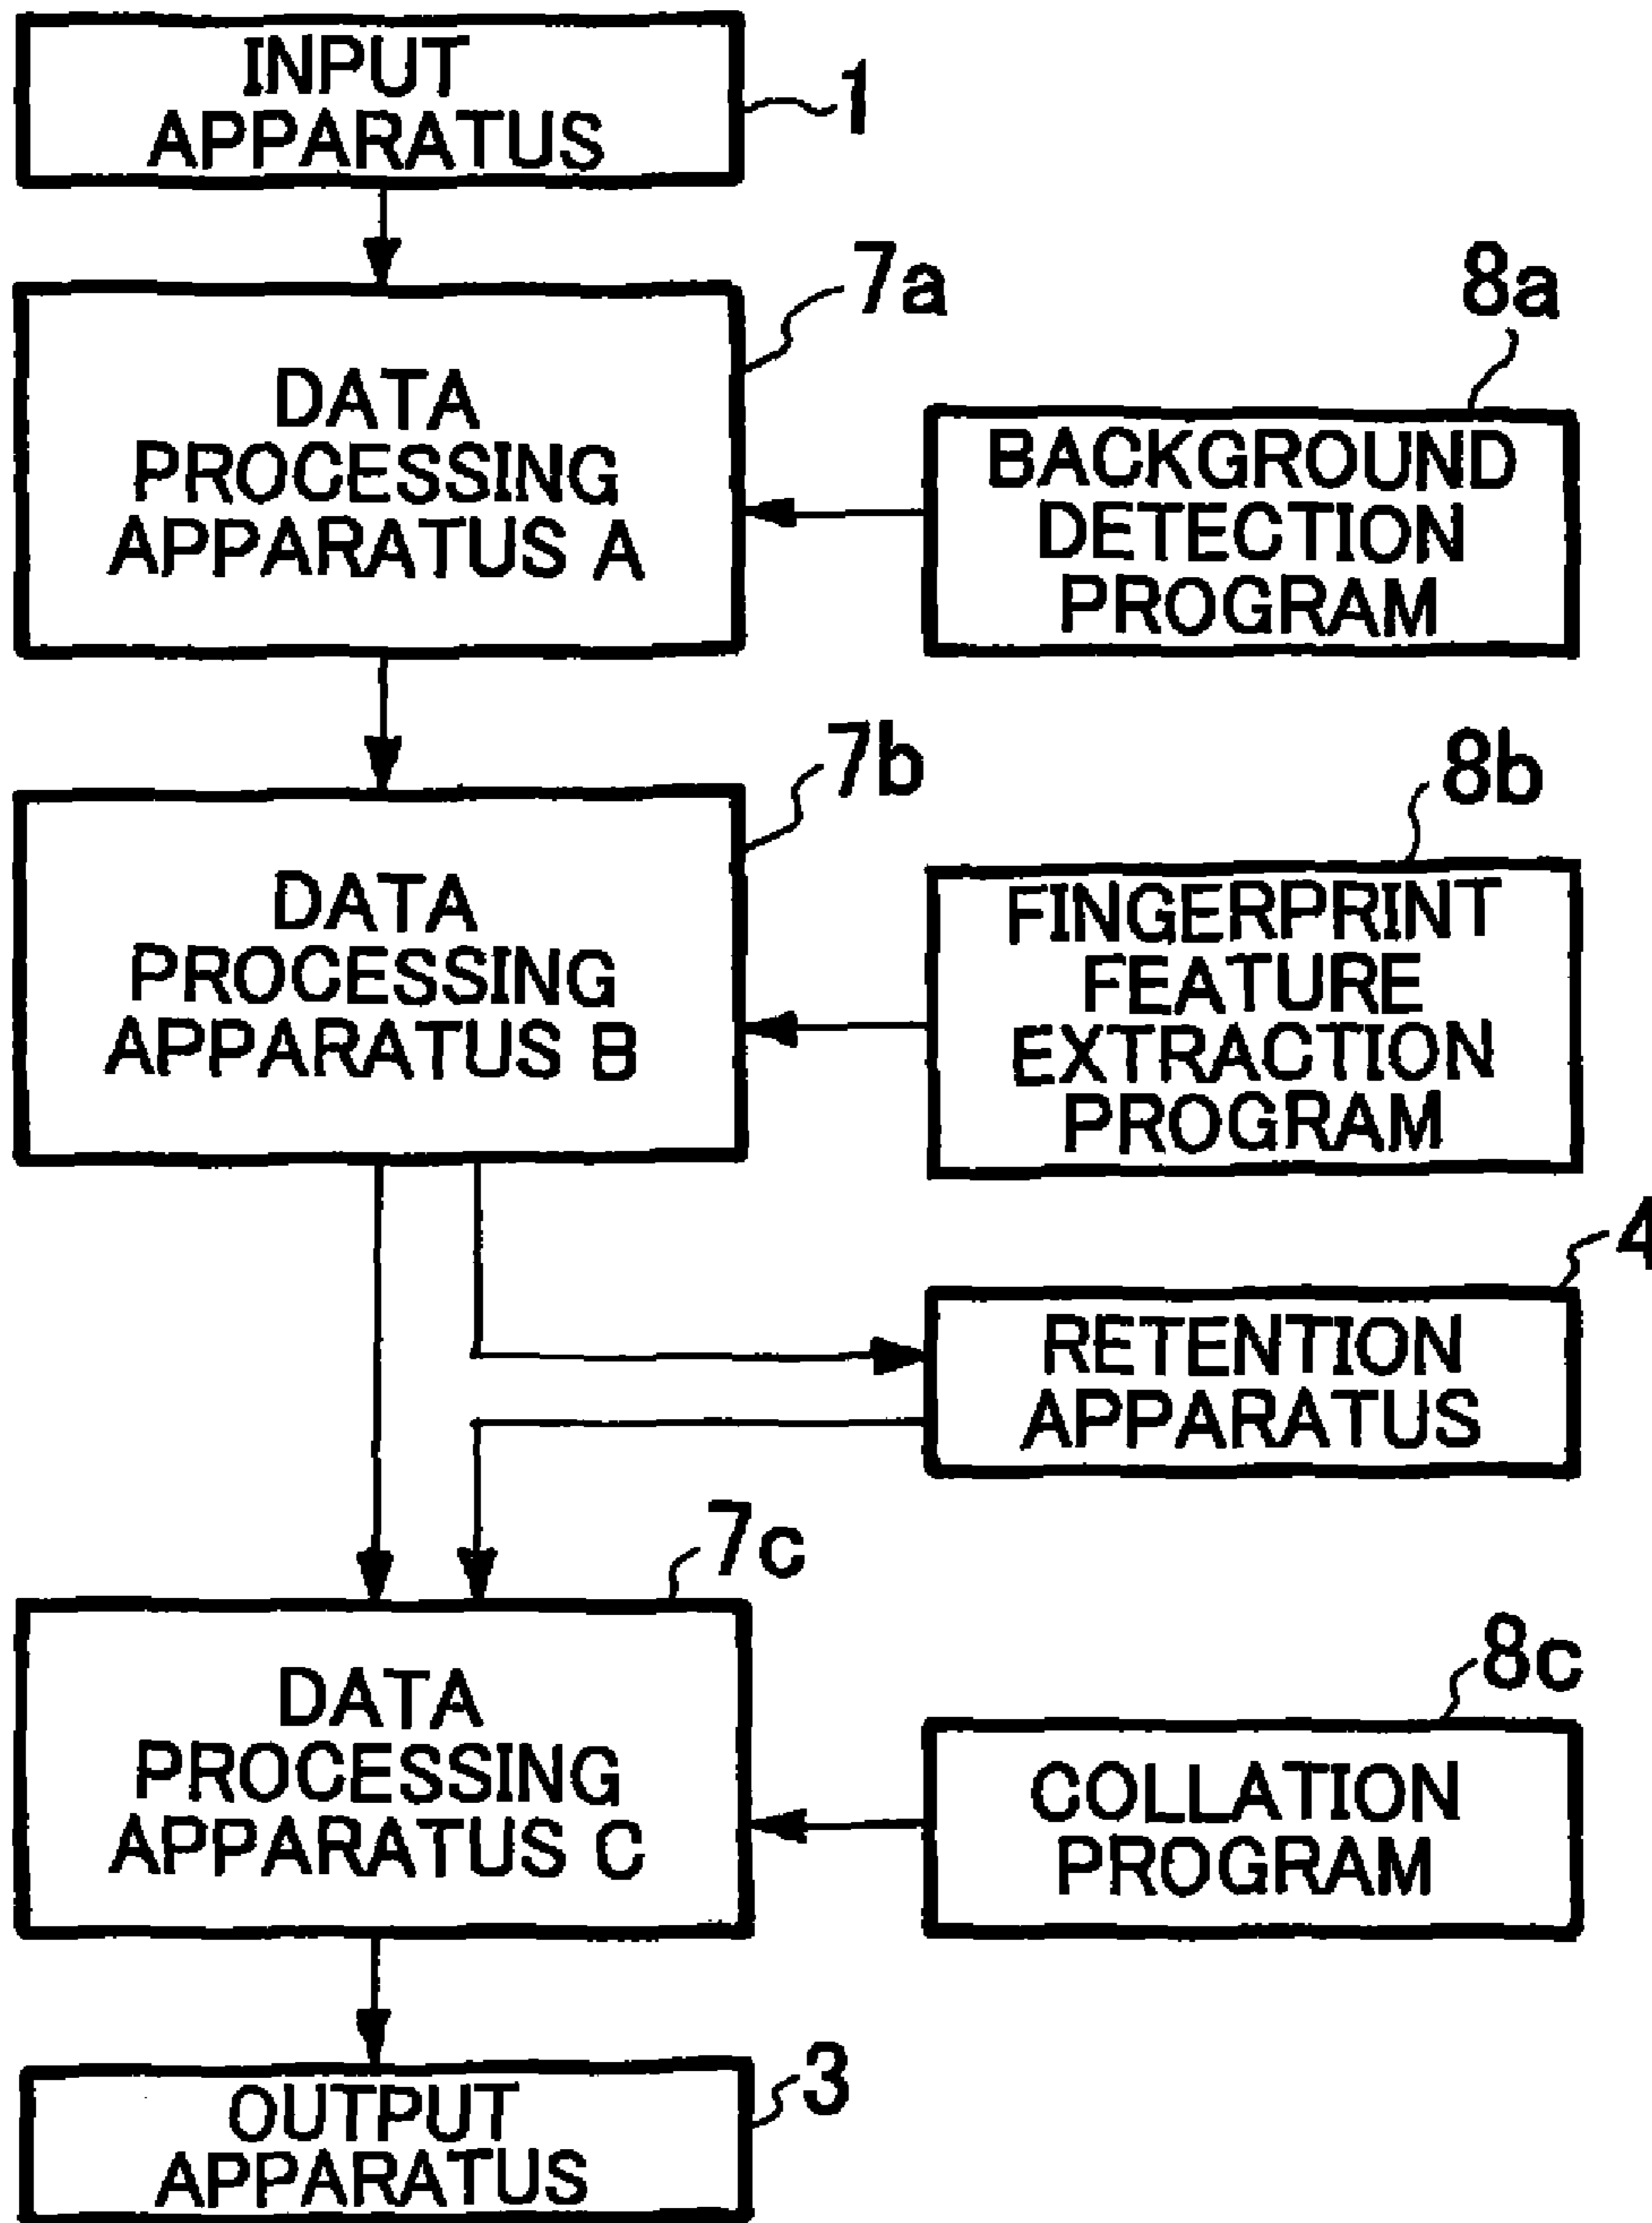 INPUT
APPARATUS
1
7a
8a
DATA
PROCESSING
APPARATUS A
BACKGROUND
DETECTION
PROGRAM
7b
8b
DATA
PROCESSING
APPARATUS B
FINGERPRINT
FEATURE
EXTRACTION
PROGRAM
4
RETENTION
APPARATUS
7c
8c
DATA
PROCESSING
APPARATUS C
COLLATION
PROGRAM
3
OUTPUT
APPARATUS